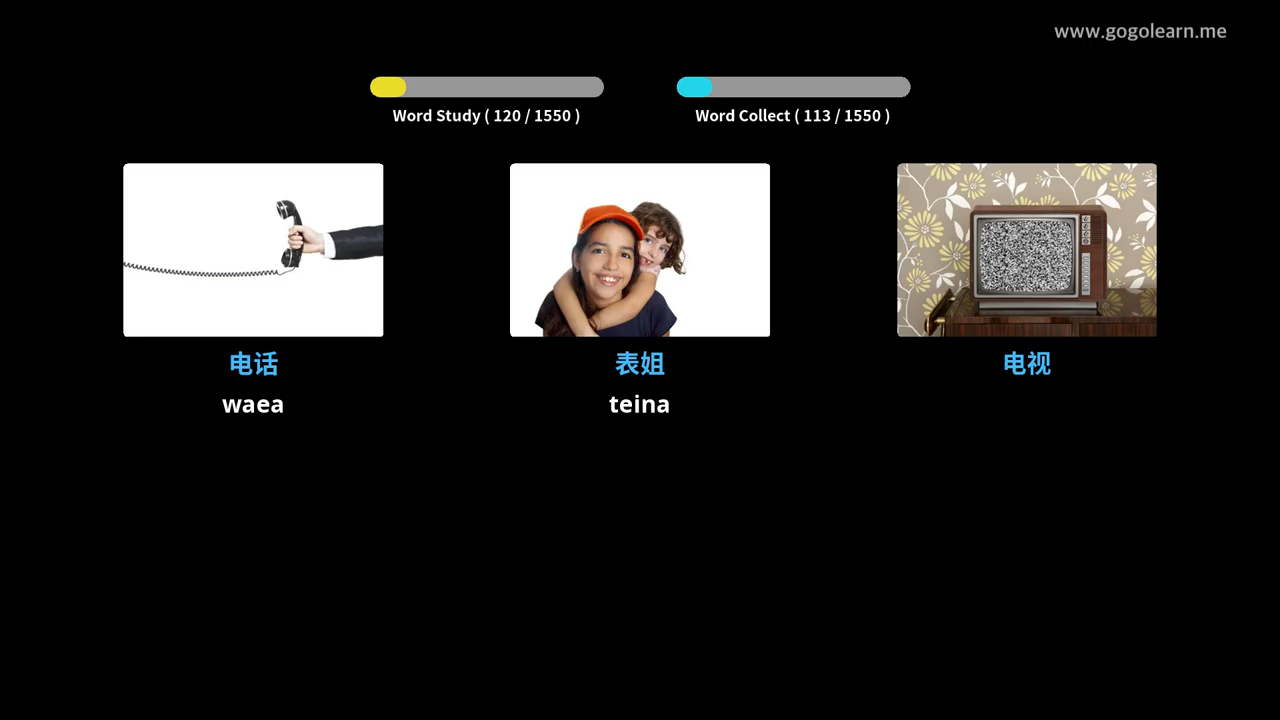 www.gogolearn.me
Word Study ( 120 / 1550 )
Word Collect ( 113 / 1550 )
电话
表姐
电视
waea
teina